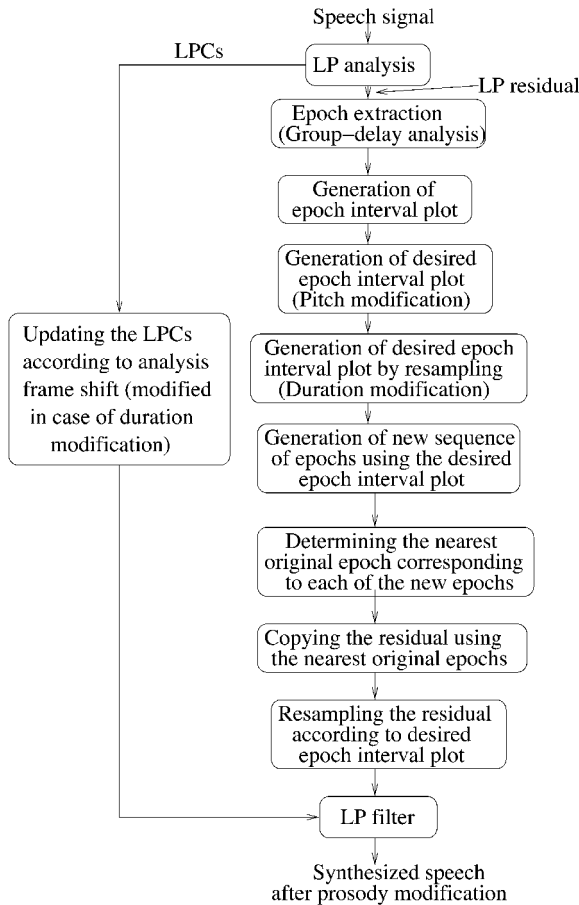 Speech signal
LPCs
LP analysis
LP residual
Epoch extraction
(Group−delay analysis)
Generation of
epoch interval plot
Generation of desired
epoch interval plot
(Pitch modification)
Updating the LPCs
according to analysis
frame shift (modified
in case of duration
modification)
Generation of desired epoch
interval plot by resampling
(Duration modification)
Generation of new sequence
of epochs using the desired
epoch interval plot
Determining the nearest
original epoch corresponding
to each of the new epochs
Copying the residual using
the nearest original epochs
Resampling the residual
according to desired
epoch interval plot
LP filter
Synthesized speech
after prosody modification